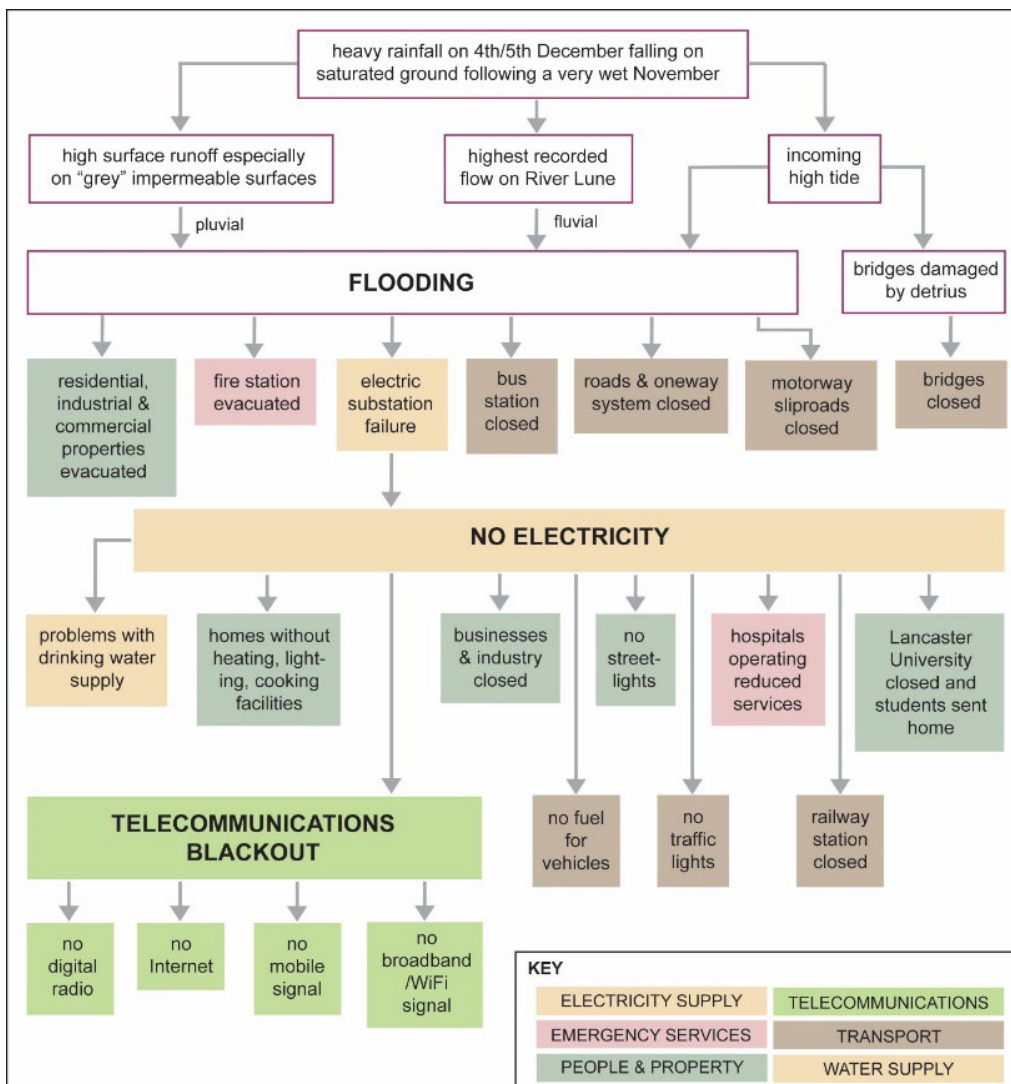 heavy rainfall on 4th/5th December falling on
saturated ground following a very wet November
high surface runoff especially
on “grey” impermeable surfaces
highest recorded
flow on River Lune
incoming
high tide
pluvial
fluvial
FLOODING
bridges damaged
by detrius
residential,
industrial &
commercial
properties
evacuated
fire station
evacuated
electric
substation
failure
bus
station
closed
roads & oneway
system closed
motorway
sliproads
closed
bridges
closed
NO ELECTRICITY
problems with
drinking water
supply
homes without
heating, light-
ing, cooking
facilities
businesses
& industry
closed
no
street-
lights
hospitals
operating
reduced
services
Lancaster
University
closed and
students sent
home
TELECOMMUNICATIONS
BLACKOUT
no fuel
for
vehicles
no
traffic
lights
railway
station
closed
no
digital
radio
no
Internet
no
mobile
signal
no
broadband
/WiFi
signal
KEY
ELECTRICITY SUPPLY
TELECOMMUNICATIONS
EMERGENCY SERVICES
TRANSPORT
PEOPLE & PROPERTY
WATER SUPPLY